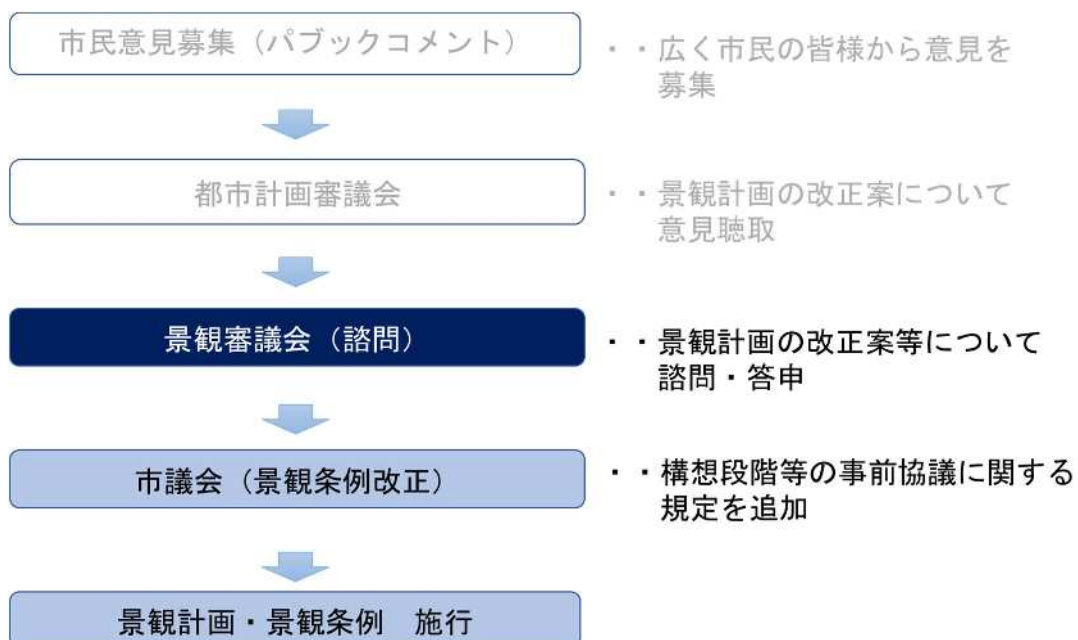 市民意見募集（パブックコメント）
・・広く市民の皆様から意見を
募集
都市計画審議会
・・景観計画の改正案について
意見聴取
景観審議会（諮問）
・・景観計画の改正案等について
諮問・答申
市議会（景観条例改正）
・・構想段階等の事前協議に関する
規定を追加
景観計画・景観条例　施行